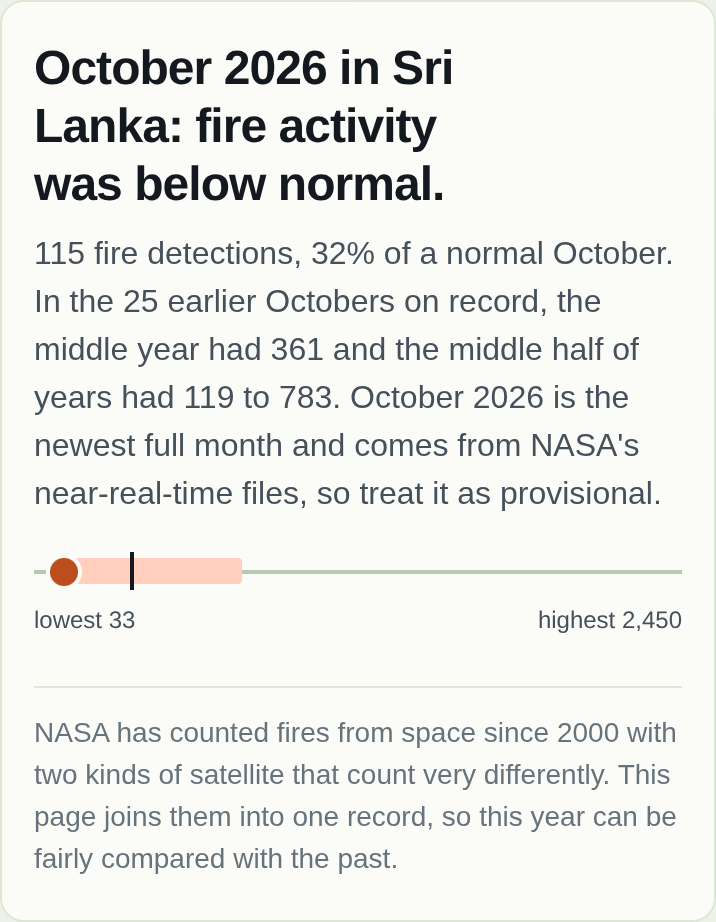 October 2026 in Sri
Lanka: fire activity
was below normal.
115 fire detections, 32% of a normal October.
In the 25 earlier Octobers on record, the
middle year had 361 and the middle half of
years had 119 to 783. October 2026 is the
newest full month and comes from NASA's
near-real-time files, so treat it as provisional.
lowest 33
highest 2,450
NASA has counted fires from space since 2000 with
two kinds of satellite that count very differently. This
page joins them into one record, so this year can be
fairly compared with the past.